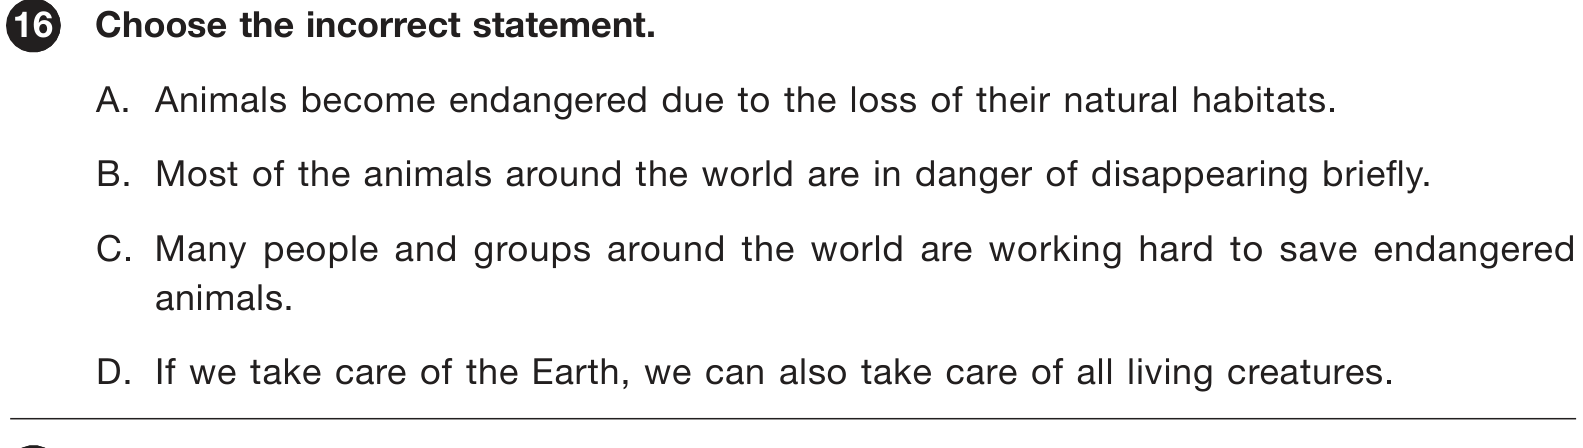 16 Choose the incorrect statement.
A. Animals become endangered due to the loss of their natural habitats.
B. Most of the animals around the world are in danger of disappearing briefly.
C. Many people and groups around the world are working hard to save endangered
animals.
D. If we take care of the Earth, we can also take care of all living creatures.